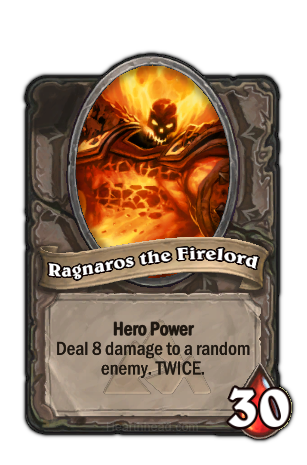 Ragnaros the Firelord
Hero Power
Deal 8 damage to a random
enemy. TWICE.
30